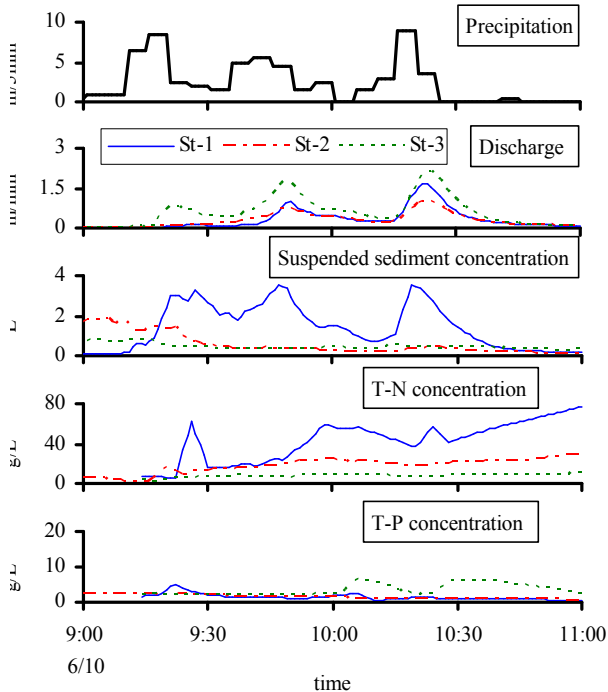 Precipitation
10
5
0
St-1 St-2 St-3
Discharge
3
1.5
0
Suspended sediment concentration
4
2
0
T-N concentration
80
40
0
g/L
T-P concentration
20
10
0
g/L
9:00 9:30 10:00 10:30 11:00
6/10
time